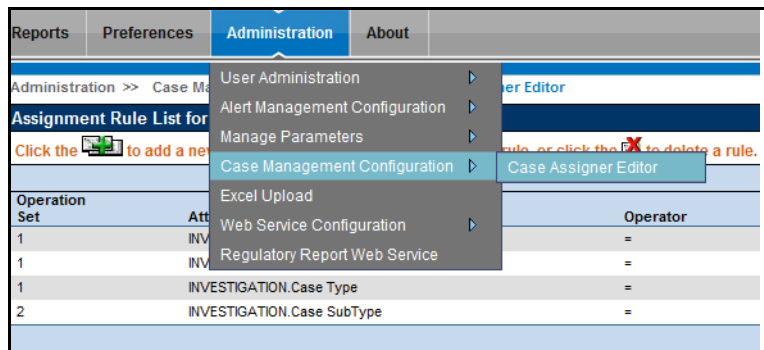 Reports Preferences Administration About
Administration >> Case Ma er Editor
User Administration
Alert Management Configuration
Assignment Rule List for
Manage Parameters
Click the to add a ne rule, or click the to delete a rule.
Case Management Configuration Case Assigner Editor
Excel Upload
Operation
Set Att Operator
Web Service Configuration
1 INV =
Regulatory Report Web Service
1 INV =
1 INVESTIGATION.Case Type =
2 INVESTIGATION.Case SubType =